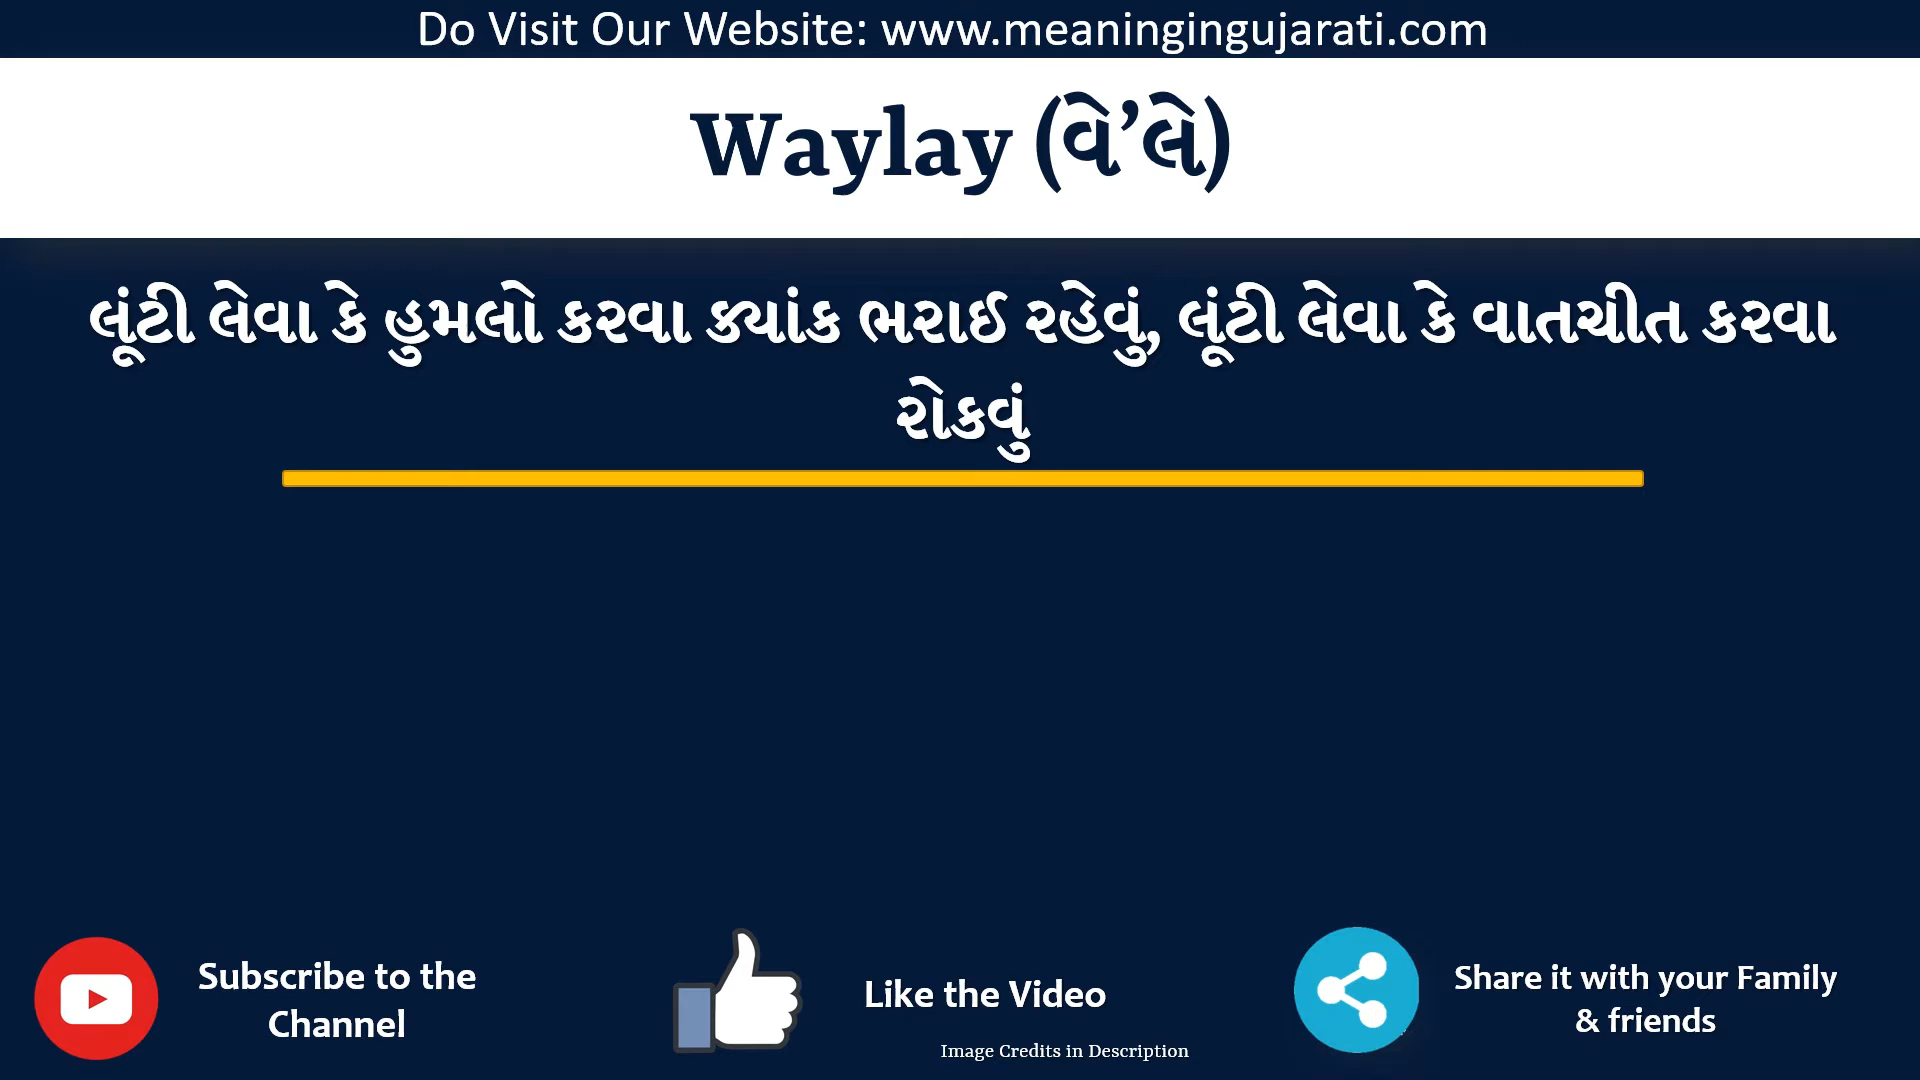 Do Visit Our Website: www.meaningingujarati.com
Waylay (વે’લે)
લૂંટી લેવા કે હુમલો કરવા ક્યાંક ભરાઈ રહેવું, લૂંટી લેવા કે વાતચીત કરવા
રોકવું
Subscribe to the
Channel
Like the Video
Share it with your Family
& friends
Image Credits in Description